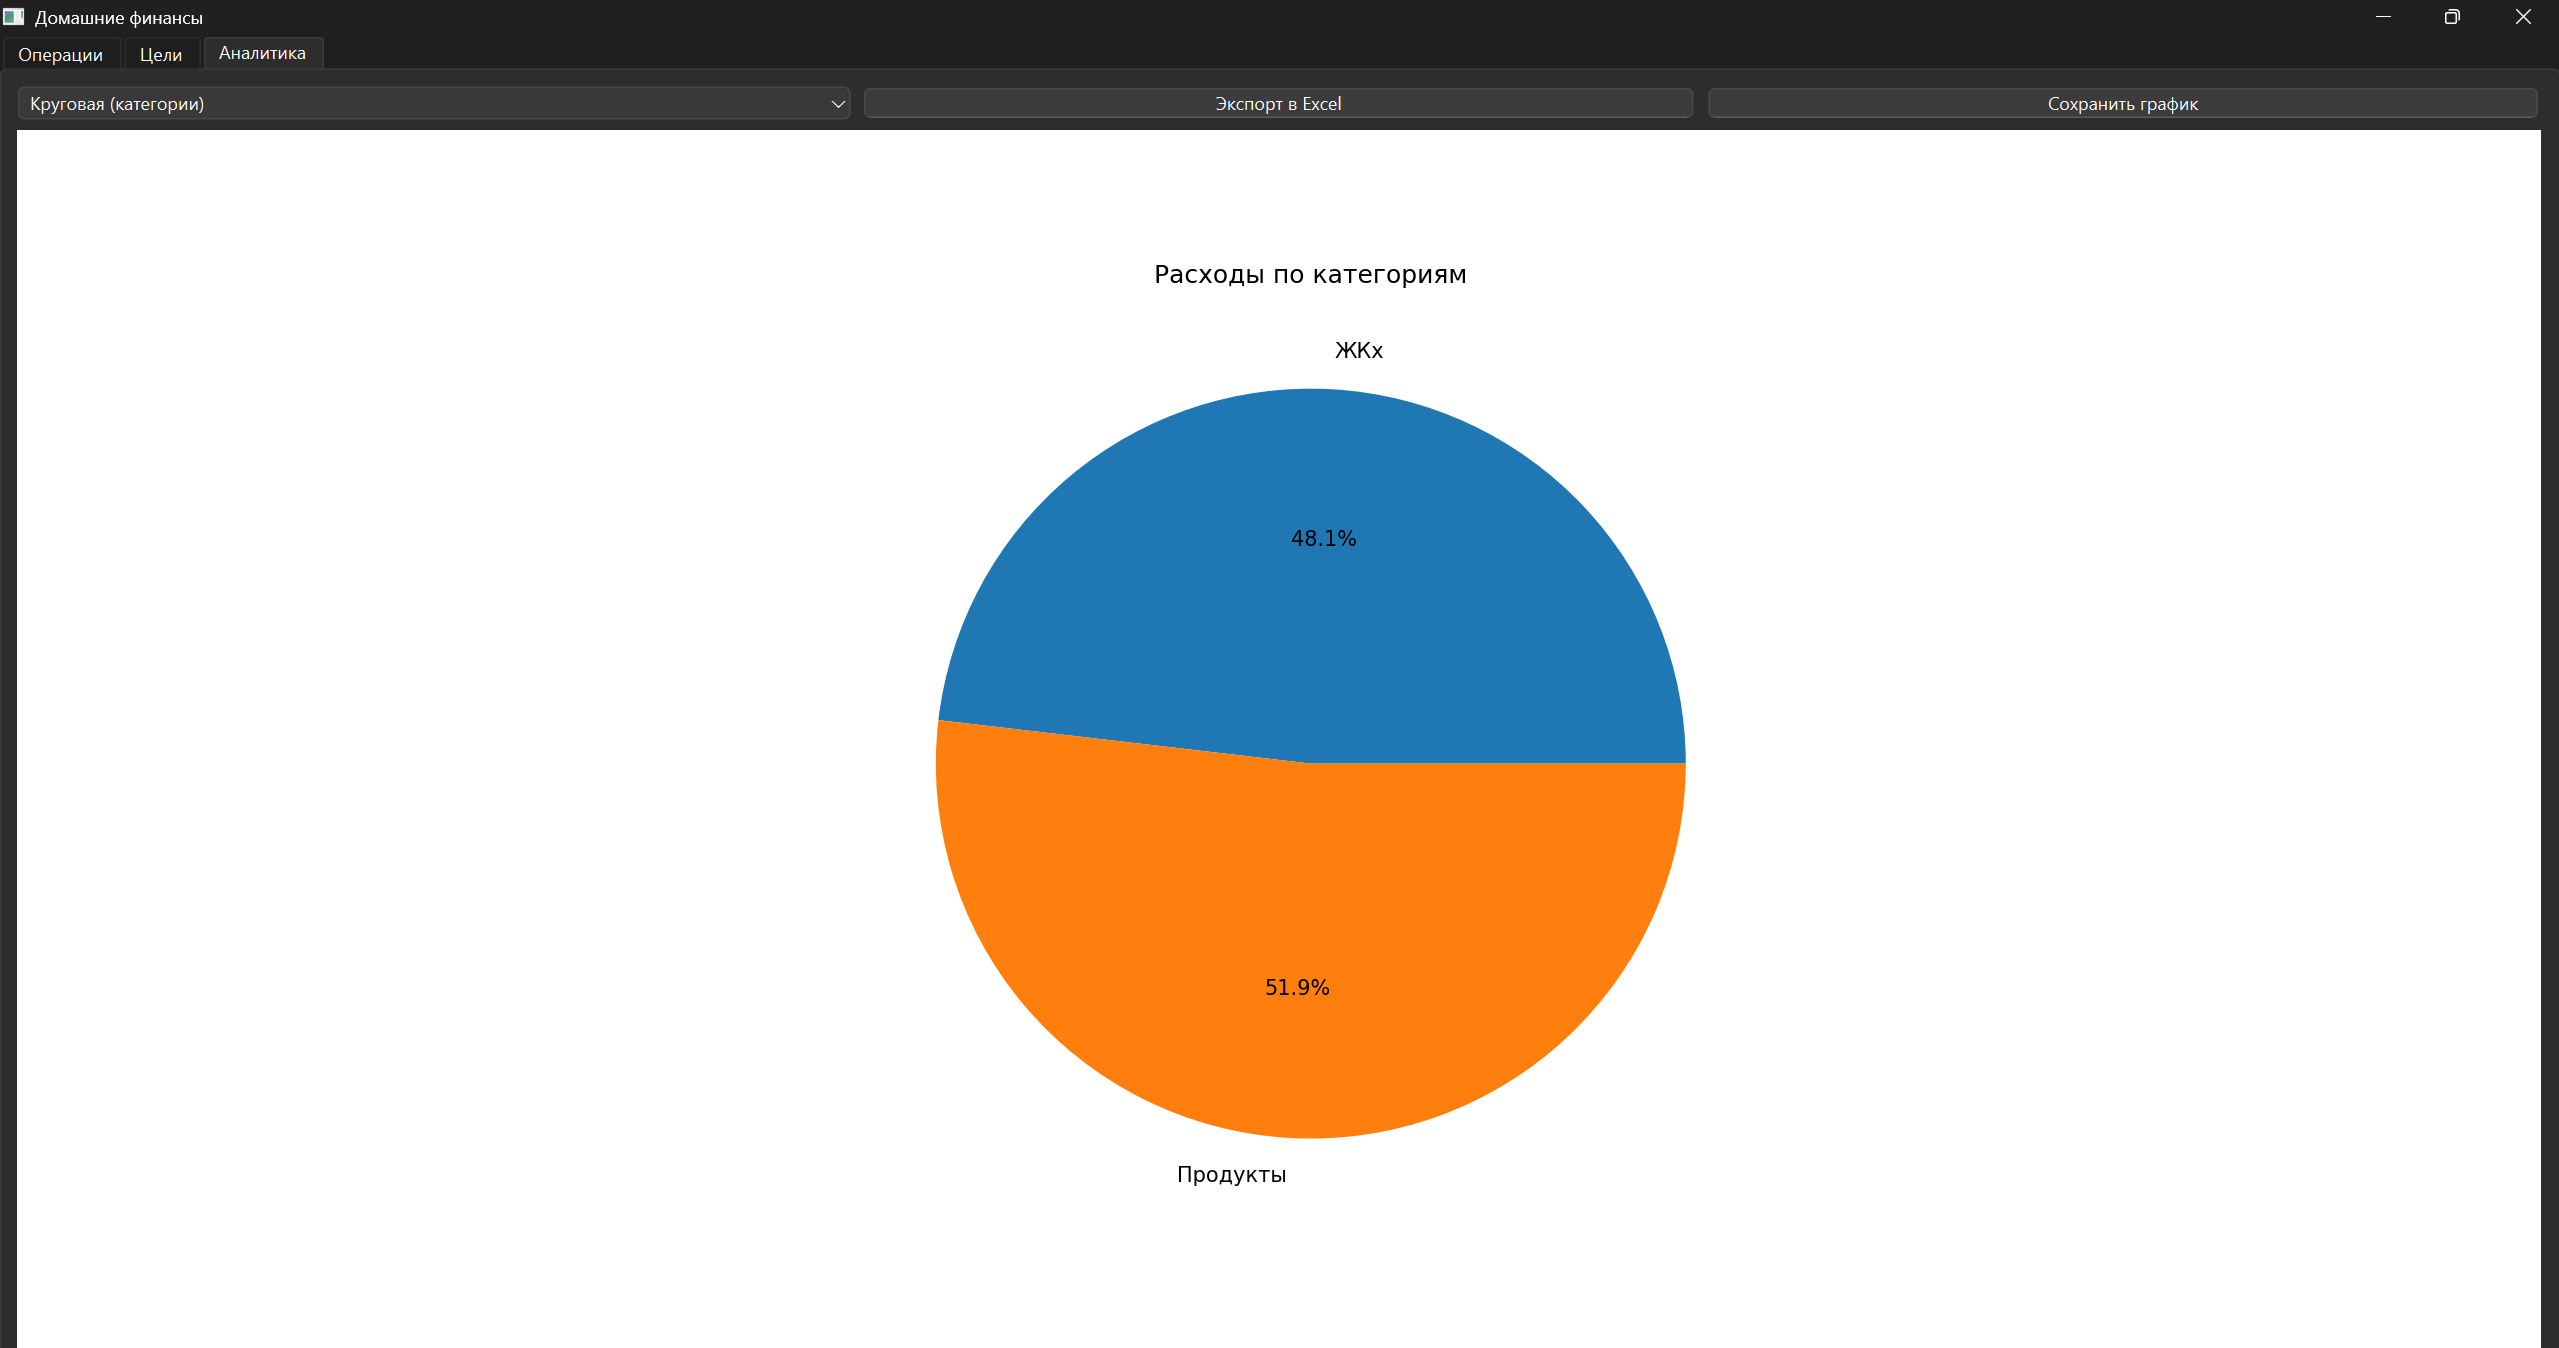 Домашние финансы
Операции Цели Аналитика
Круговая (категории) Экспорт в Excel Сохранить график
Расходы по категориям
ЖКх
48.1%
51.9%
Продукты